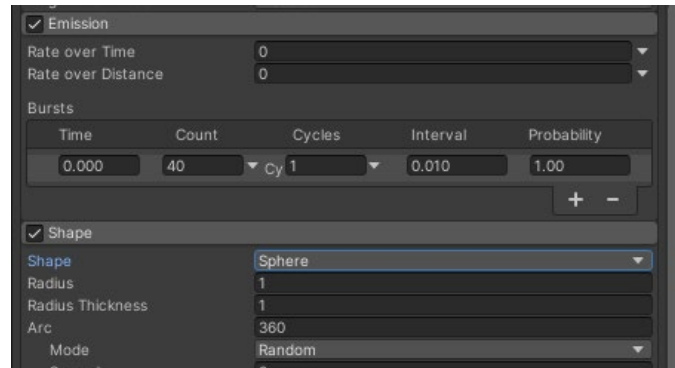 Emission
Rate over Time 0
Rate over Distance 0
Bursts
Time Count Cycles Interval Probability
0.000 40 Cy 1 0.010 1.00
+ -
Shape
Shape Sphere
Radius 1
Radius Thickness 1
Arc 360
Mode Random